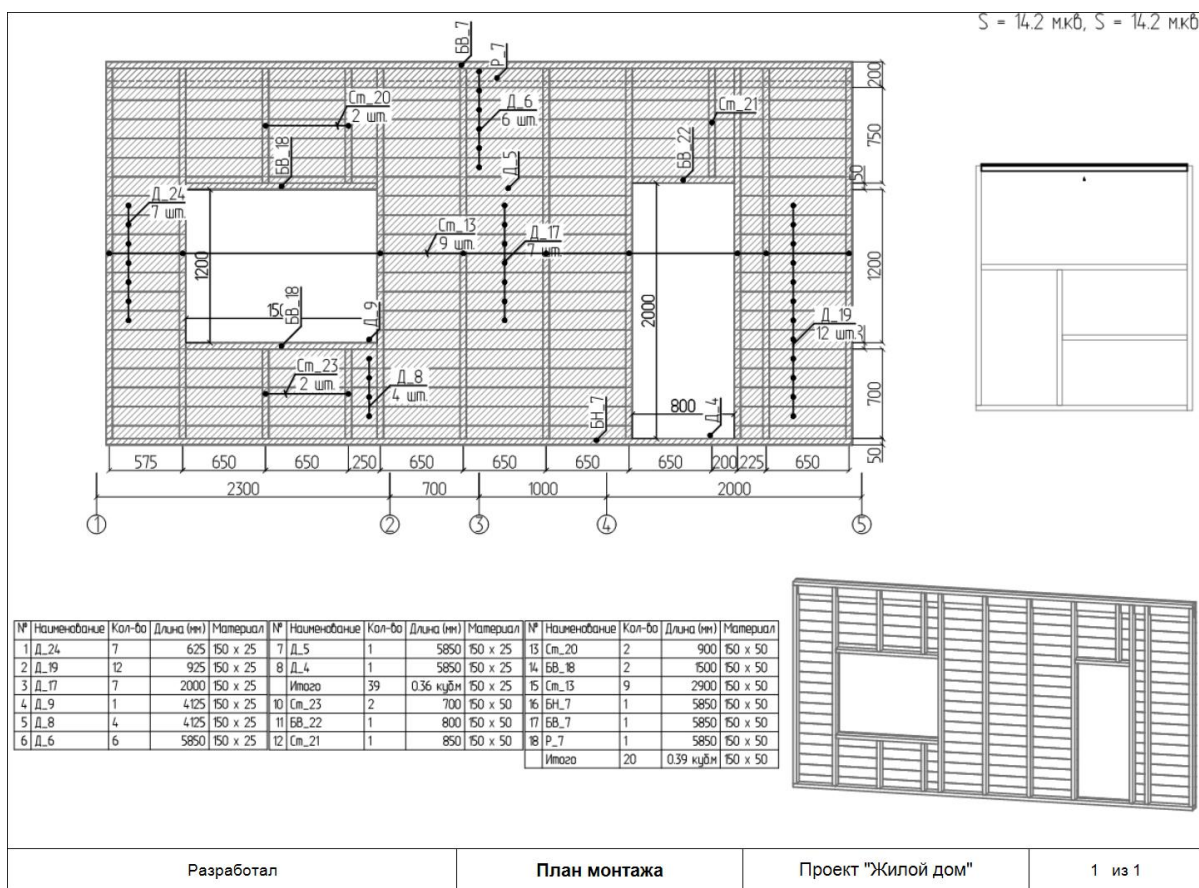 S = 14.2 м.кв, S = 14.2 м.кв
БВ_7
Р_7
200
Ст_20
2 шт.
Д_6
6 шт.
Ст_21
750
БВ_18
Д_5
БВ_22
50
Д_24
7 шт.
Ст_13
9 шт.
Д_17
7 шт.
1200
1200
2000
БВ_18
Д_9
Д_19
12 шт.
Ст_23
2 шт.
Д_8
4 шт.
БН_7
800
Д_4
700
50
575 650 650 250 650 650 650 650 200 225 650
2300 700 1000 2000
1 2 3 4 5
№ Наименование Кол-во Длина (мм) Материал № Наименование Кол-во Длина (мм) Материал № Наименование Кол-во Длина (мм) Материал
1 Д_24 7 625 150 x 25 7 Д_5 1 5850 150 x 25 13 Ст_20 2 900 150 x 50
2 Д_19 12 925 150 x 25 8 Д_4 1 5850 150 x 25 14 БВ_18 2 1500 150 x 50
3 Д_17 7 2000 150 x 25 Итого 39 0.36 куб.м 150 x 25 15 Ст_13 9 2900 150 x 50
4 Д_9 1 4125 150 x 25 10 Ст_23 2 700 150 x 50 16 БН_7 1 5850 150 x 50
5 Д_8 4 4125 150 x 25 11 БВ_22 1 800 150 x 50 17 БВ_7 1 5850 150 x 50
6 Д_6 6 5850 150 x 25 12 Ст_21 1 850 150 x 50 18 Р_7 1 5850 150 x 50
Итого 20 0.39 куб.м 150 x 50
Разработал План монтажа Проект "Жилой дом" 1 из 1